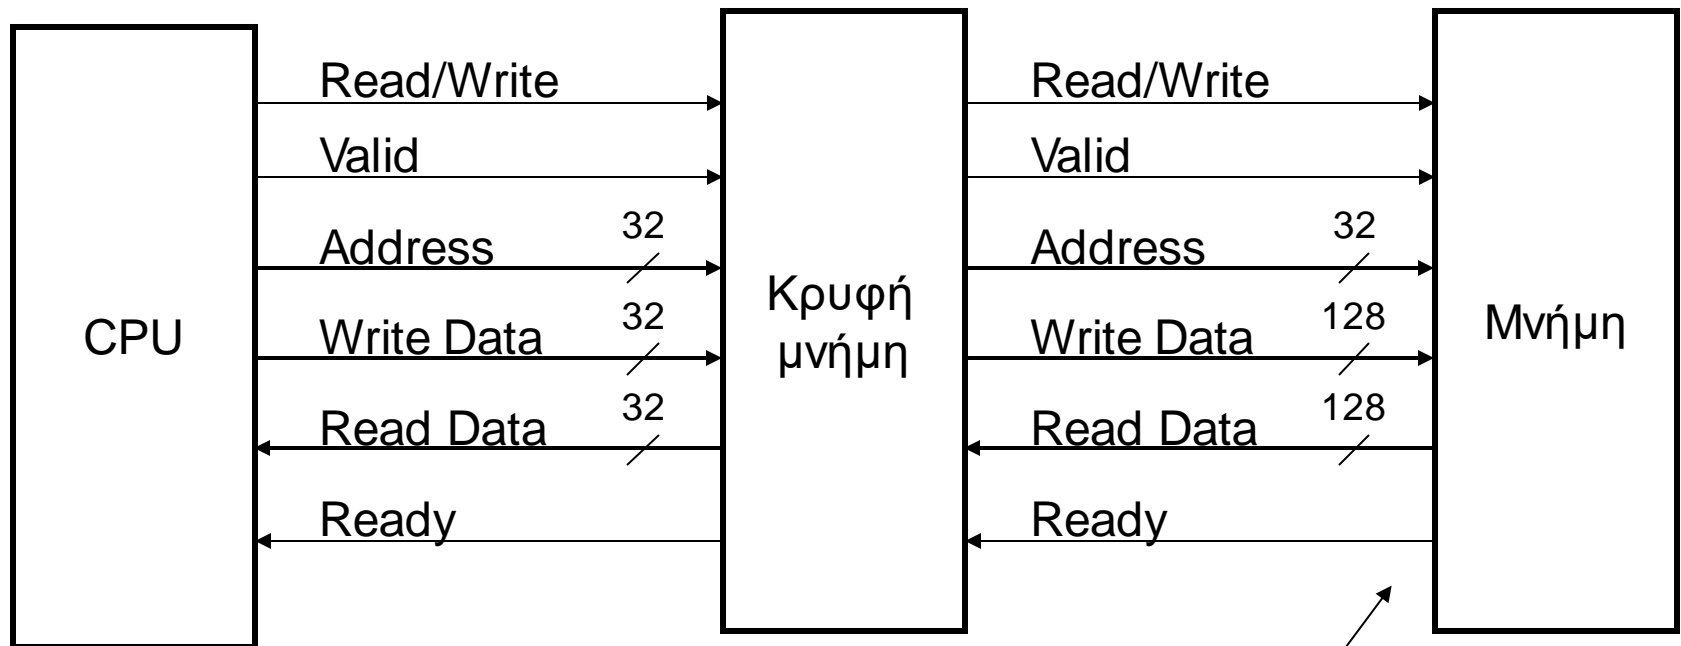 CPU
Read/Write
Valid
Address
32
Write Data
32
Read Data
32
Ready
Κρυφή
μνήμη
Read/Write
Valid
Address
32
Write Data
128
Read Data
128
Ready
Μνήμη